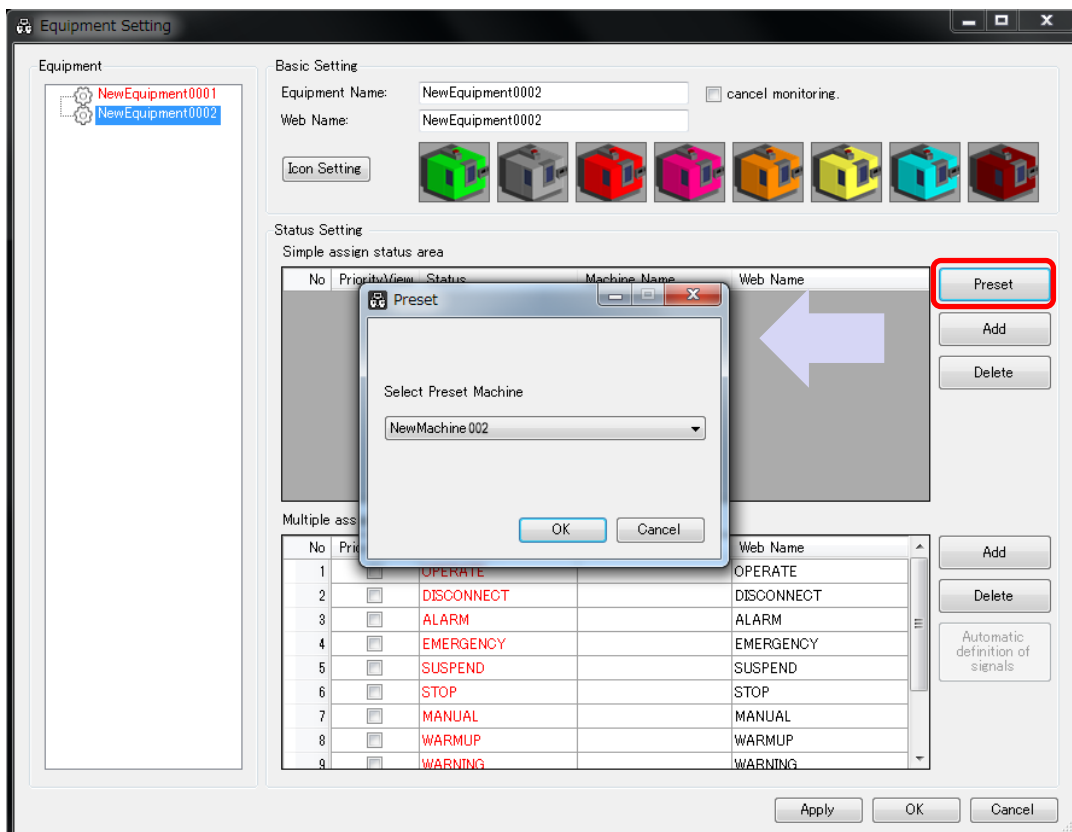 Equipment Setting
Equipment
NewEquipment0001
NewEquipment0002
Basic Setting
Equipment Name:
NewEquipment0002
cancel monitoring.
Web Name:
NewEquipment0002
Icon Setting
Status Setting
Simple assign status area
No PriorityView Status Machine Name Web Name
Preset
Add
Delete
Preset
Select Preset Machine
NewMachine002
OK Cancel
Multiple ass
No Pri Web Name
1 OPERATE OPERATE
2 DISCONNECT DISCONNECT
3 ALARM ALARM
4 EMERGENCY EMERGENCY
5 SUSPEND SUSPEND
6 STOP STOP
7 MANUAL MANUAL
8 WARMUP WARMUP
9 WARNING WARNING
Add
Delete
Automatic
definition of
signals
Apply OK Cancel